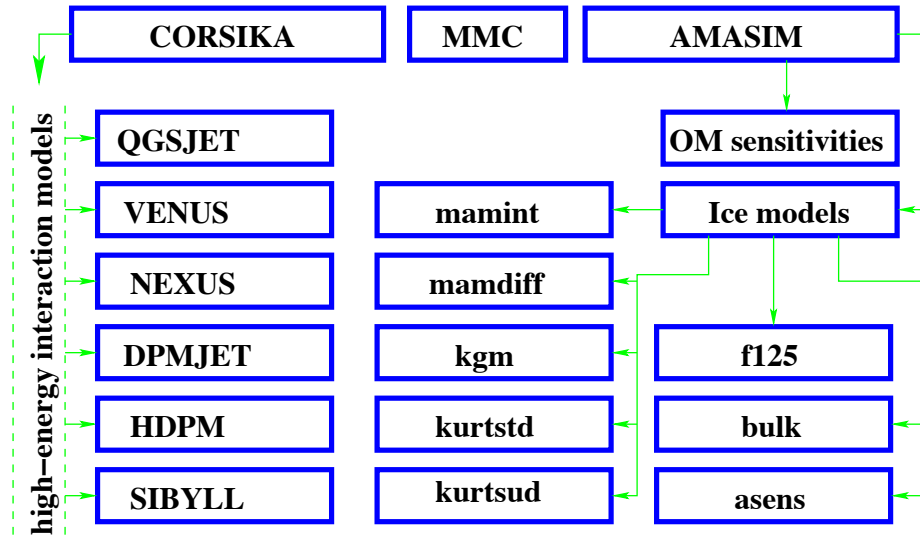 CORSIKA
MMC
AMASIM
high-energy interaction models
QGSJET
OM sensitivities
VENUS
mamint
Ice models
NEXUS
mamdiff
DPMJET
kgm
f125
HDPM
kurtstd
bulk
SIBYLL
kurtsud
asens